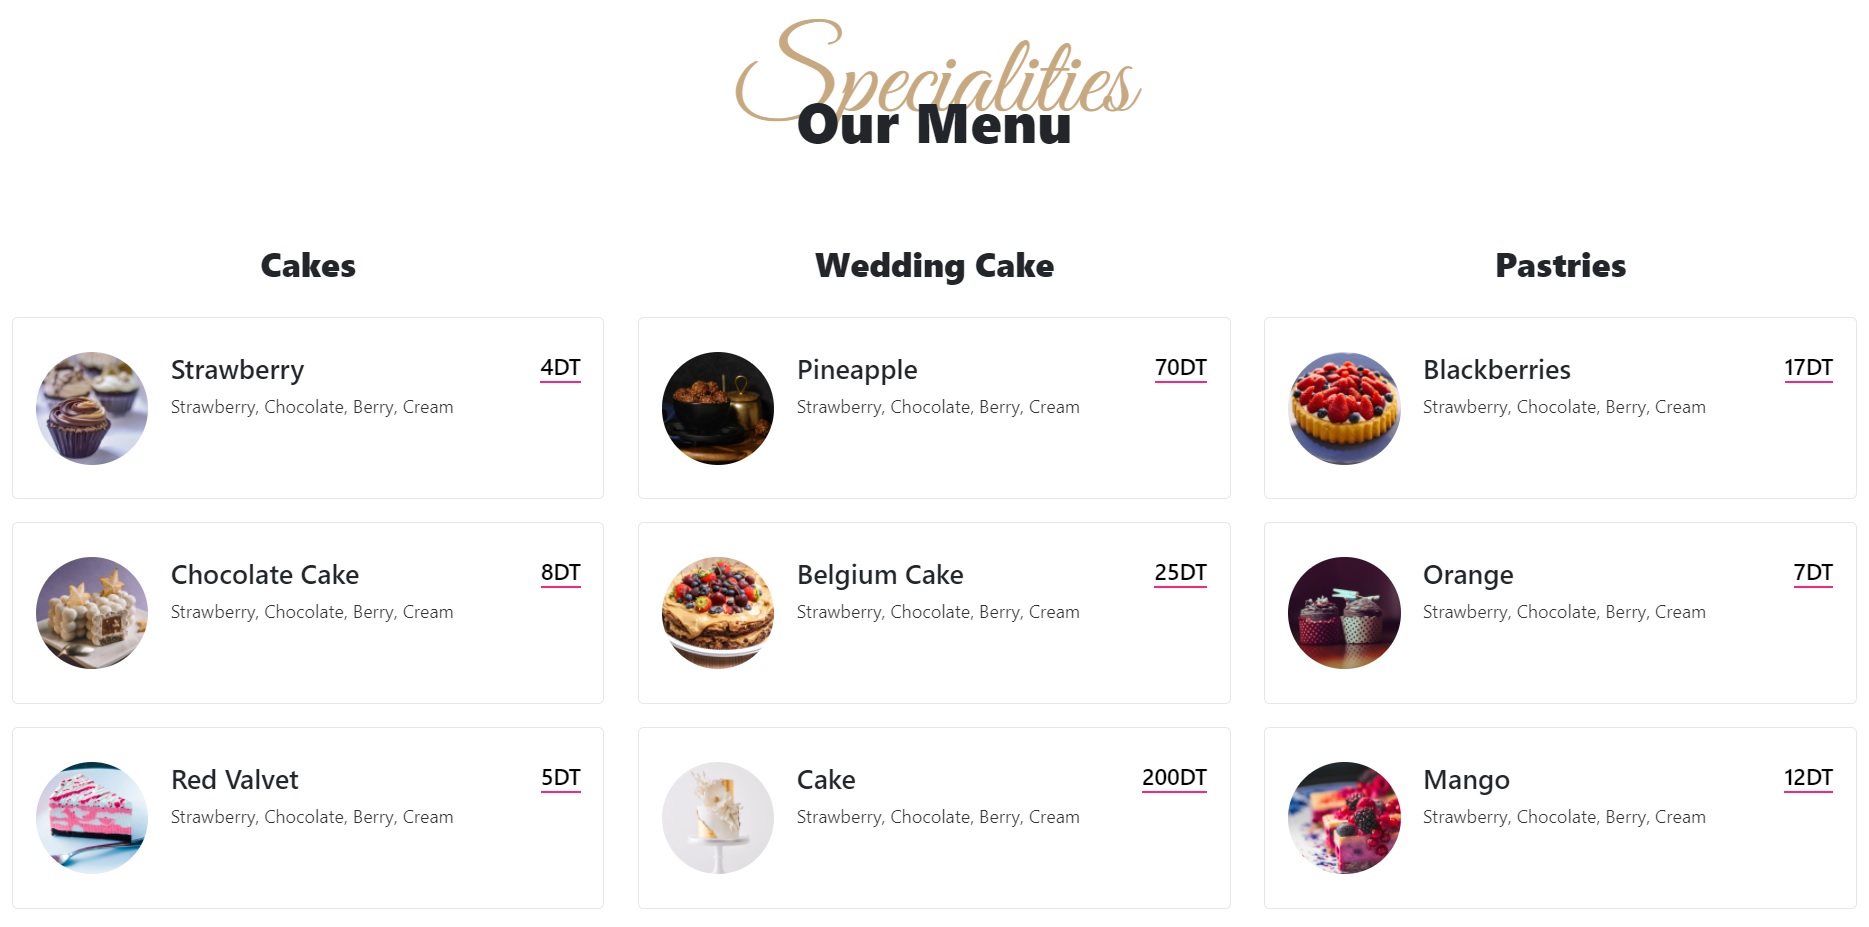 Specialities
Our Menu
Cakes
Strawberry 4DT
Strawberry, Chocolate, Berry, Cream
Chocolate Cake 8DT
Strawberry, Chocolate, Berry, Cream
Red Valvet 5DT
Strawberry, Chocolate, Berry, Cream
Wedding Cake
Pineapple 70DT
Strawberry, Chocolate, Berry, Cream
Belgium Cake 25DT
Strawberry, Chocolate, Berry, Cream
Cake 200DT
Strawberry, Chocolate, Berry, Cream
Pastries
Blackberries 17DT
Strawberry, Chocolate, Berry, Cream
Orange 7DT
Strawberry, Chocolate, Berry, Cream
Mango 12DT
Strawberry, Chocolate, Berry, Cream